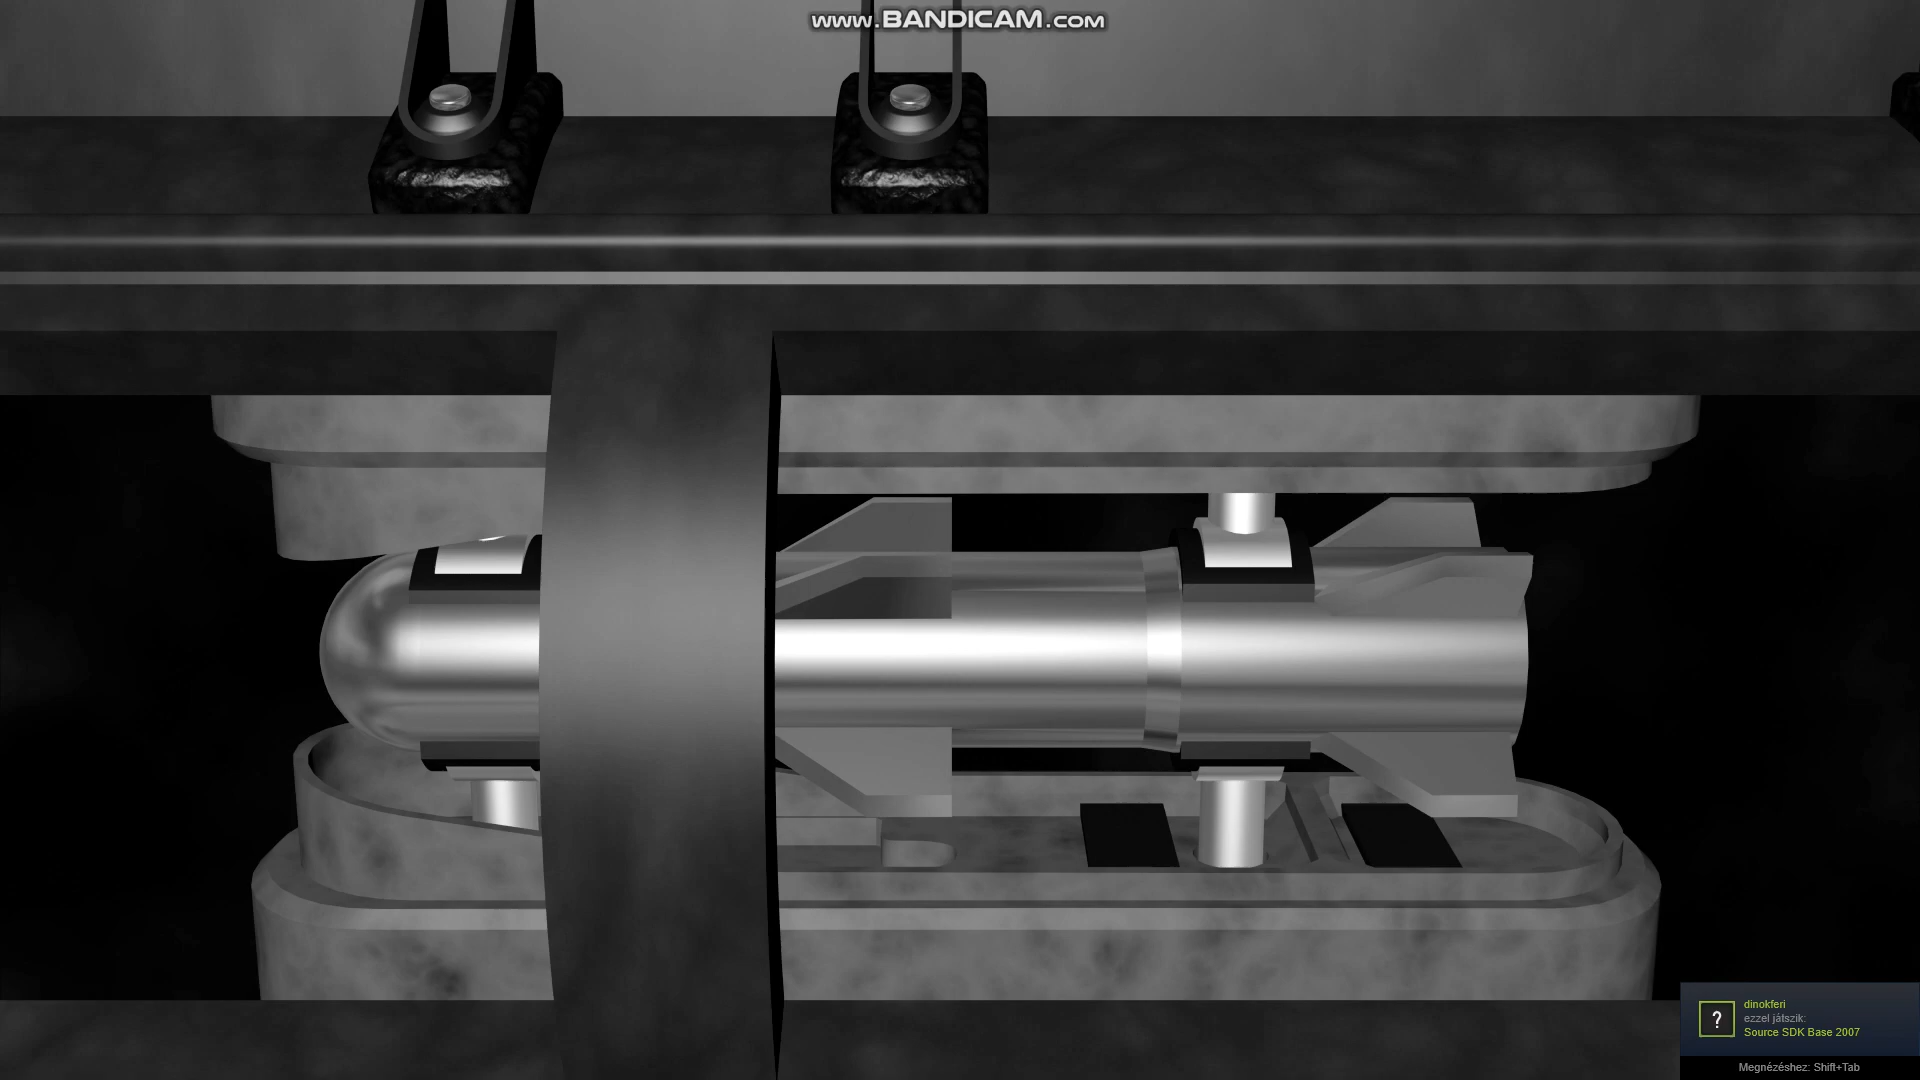 www.BANDICAM.com
?
dinokferi
ezzel játszik:
Source SDK Base 2007
Megnézéshez: Shift+Tab